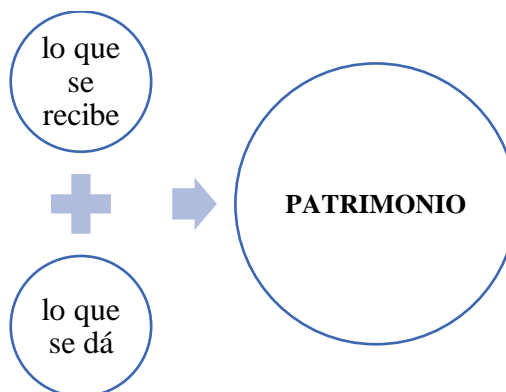 lo que
se
recibe
PATRIMONIO
lo que
se dá